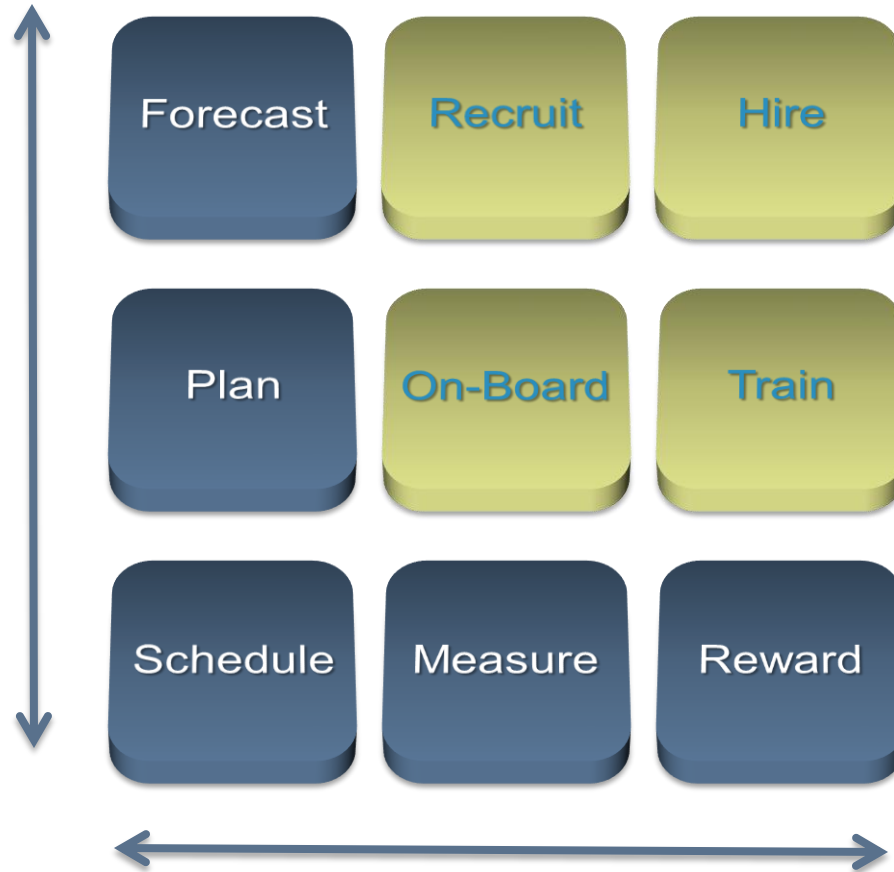 Forecast
Recruit
Hire
Plan
On-Board
Train
Schedule
Measure
Reward